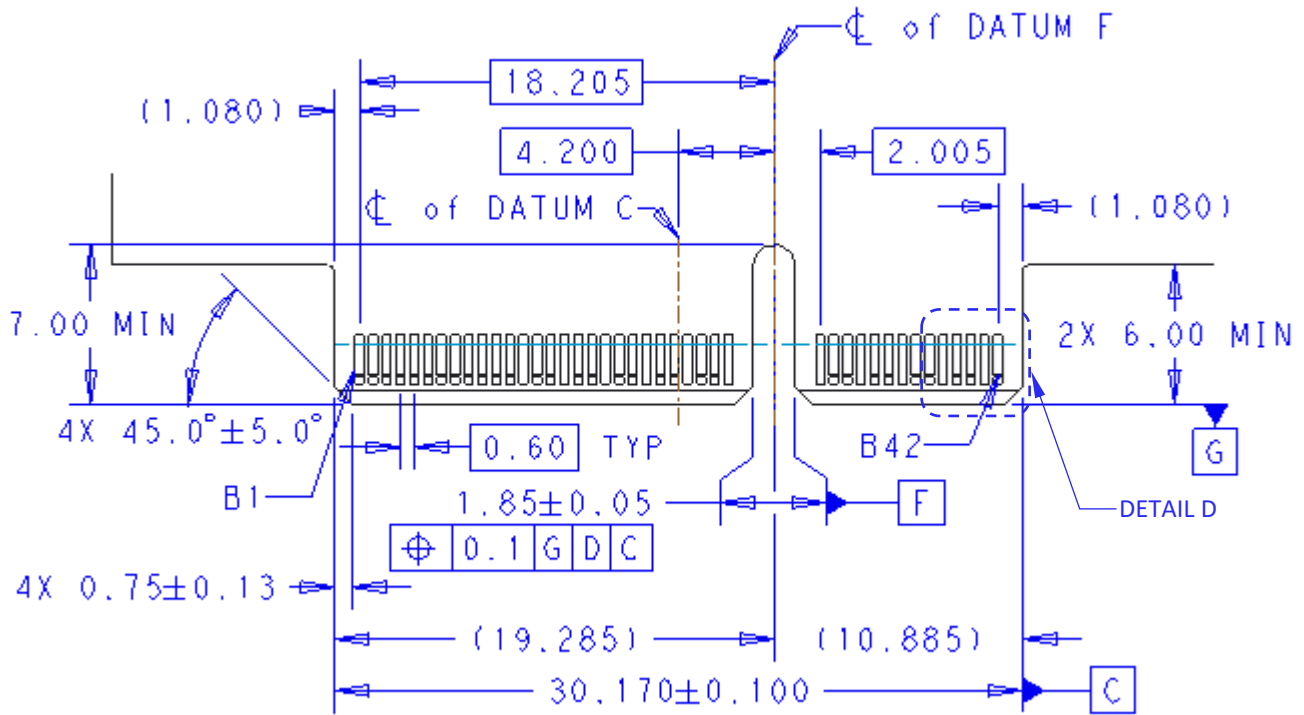 ℄ of DATUM F
18.205
(1.080)
4.200
2.005
℄ of DATUM C
(1.080)
7.00 MIN
2X 6.00 MIN
4X 45.0°±5.0°
0.60 TYP
B42
G
B1
1.85±0.05
F
DETAIL D
⌖ 0.1 G D C
4X 0.75±0.13
(19.285)
(10.885)
30.170±0.100
C